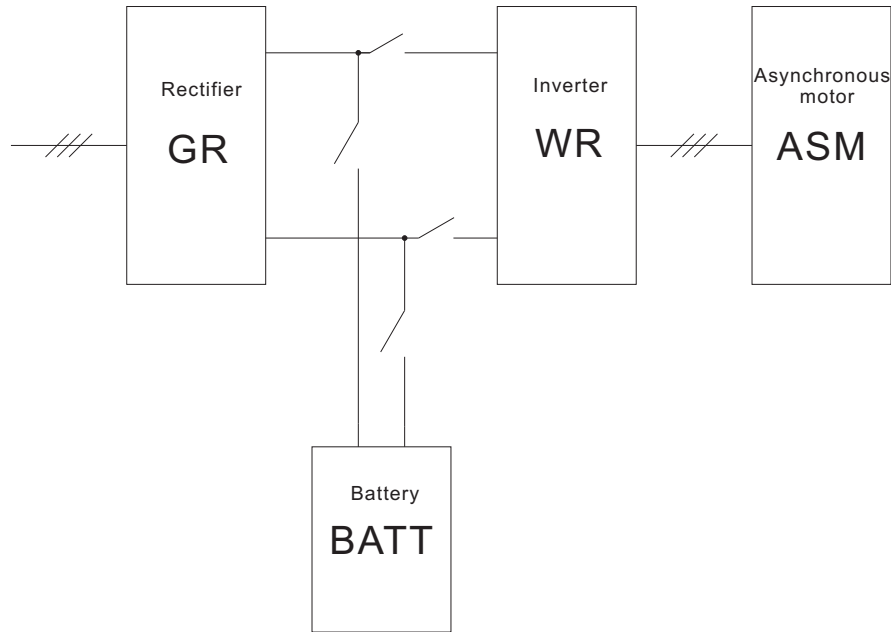 Rectifier
GR
Inverter
WR
Asynchronous
motor
ASM
Battery
BATT